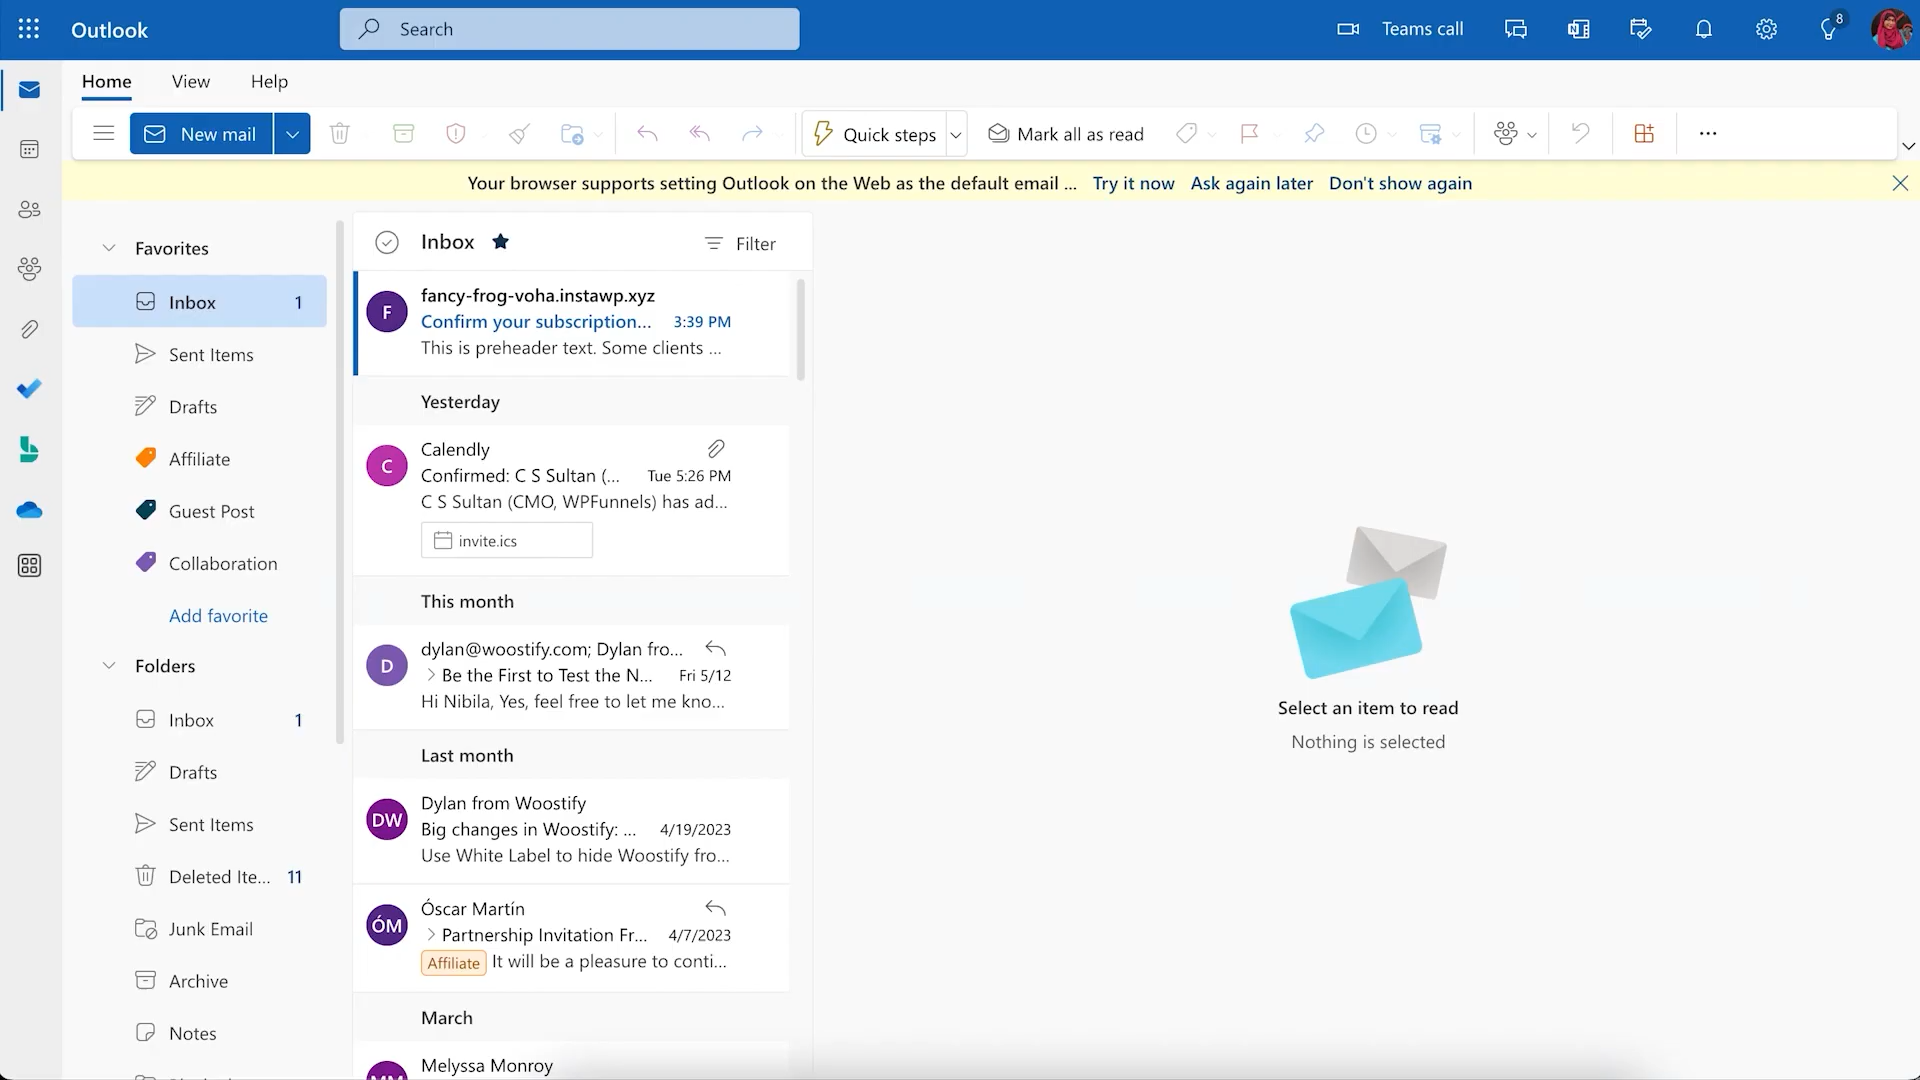 Outlook
Search
Teams call
8
Home
View
Help
New mail
Quick steps
Mark all as read
Your browser supports setting Outlook on the Web as the default email ...
Try it now
Ask again later
Don't show again
Favorites
Inbox 1
Sent Items
Drafts
Affiliate
Guest Post
Collaboration
Add favorite
Folders
Inbox 1
Drafts
Sent Items
Deleted Ite... 11
Junk Email
Archive
Notes
Inbox
Filter
F
fancy-frog-voha.instawp.xyz
Confirm your subscription... 3:39 PM
This is preheader text. Some clients ...
Yesterday
C
Calendly
Confirmed: C S Sultan (... Tue 5:26 PM
C S Sultan (CMO, WPFunnels) has ad...
invite.ics
This month
D
dylan@woostify.com; Dylan fro...
Be the First to Test the N... Fri 5/12
Hi Nibila, Yes, feel free to let me kno...
Last month
DW
Dylan from Woostify
Big changes in Woostify: ... 4/19/2023
Use White Label to hide Woostify fro...
ÓM
Óscar Martín
Partnership Invitation Fr... 4/7/2023
Affiliate It will be a pleasure to conti...
March
MM
Melyssa Monroy
Select an item to read
Nothing is selected